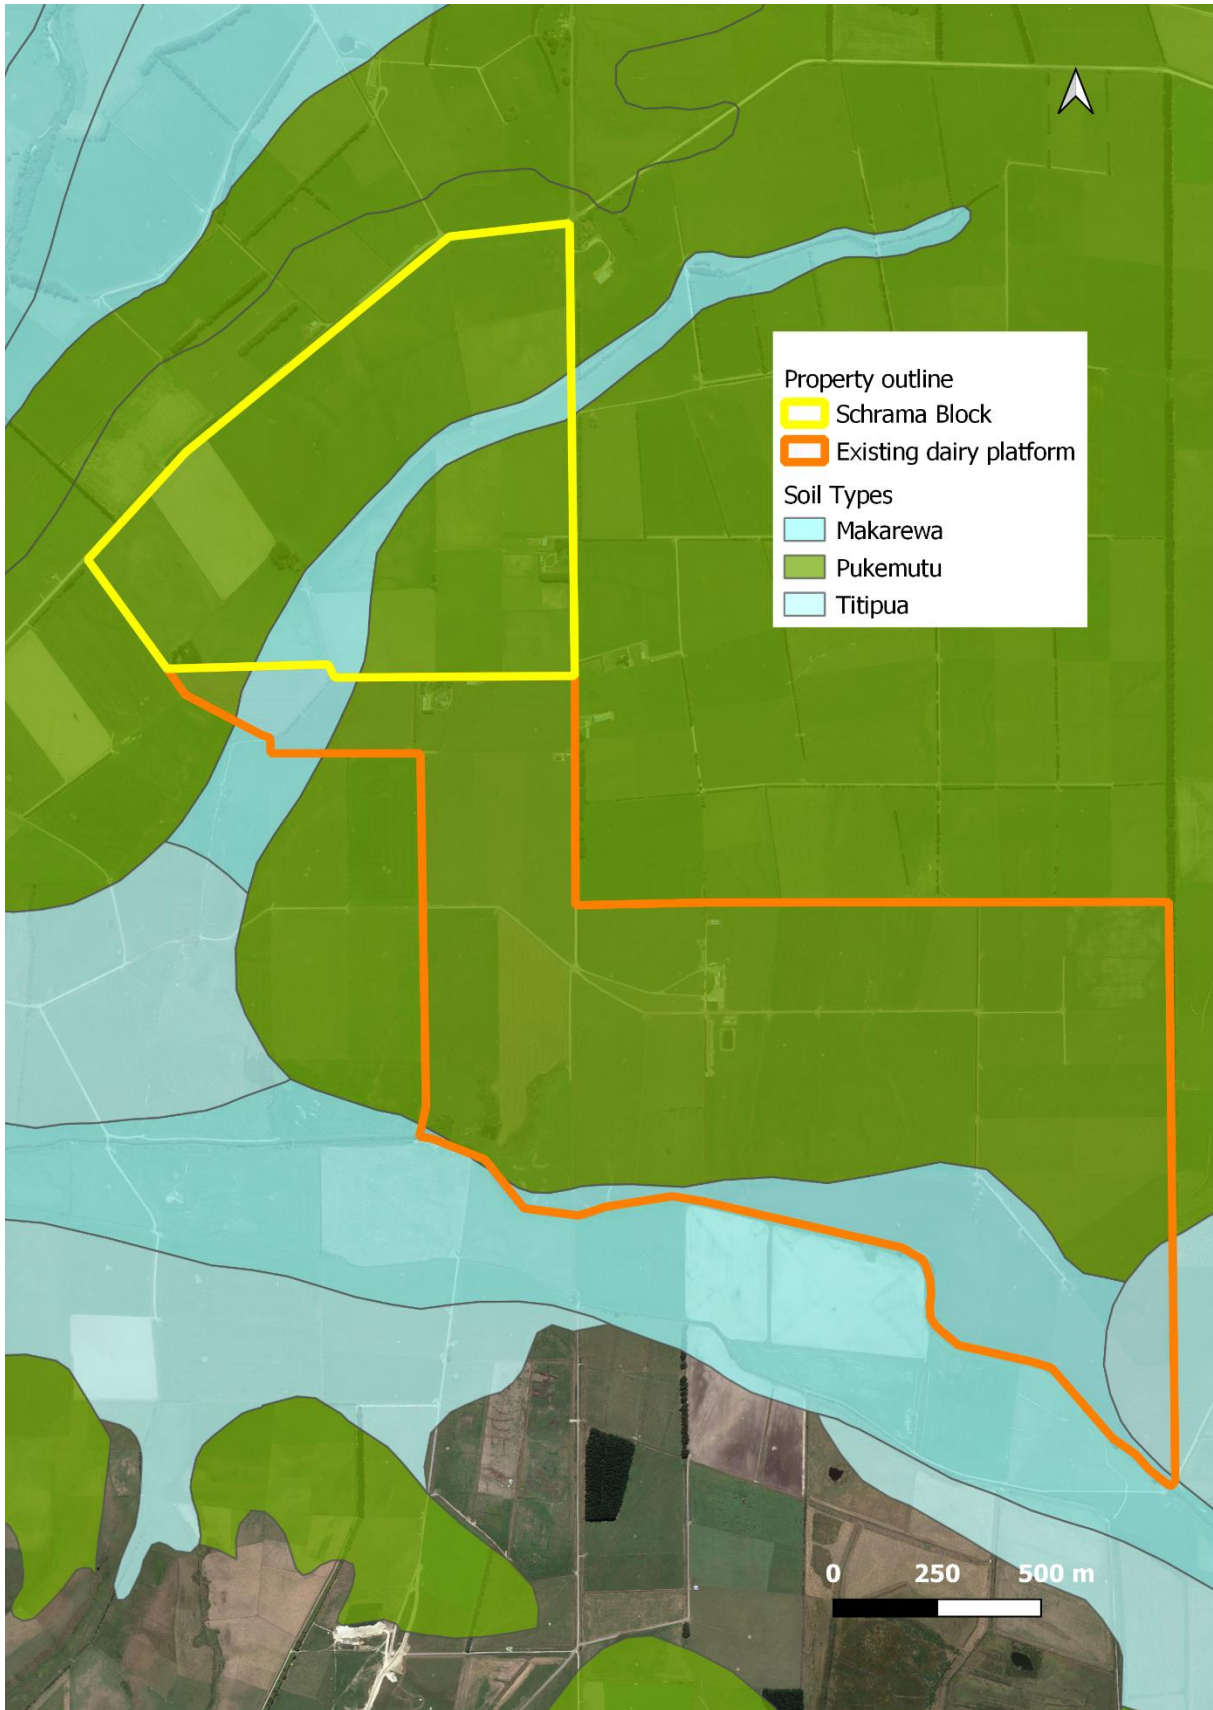 Property outline
Schrama Block
Existing dairy platform
Soil Types
Makarewa
Pukemutu
Titipua
0 250 500 m